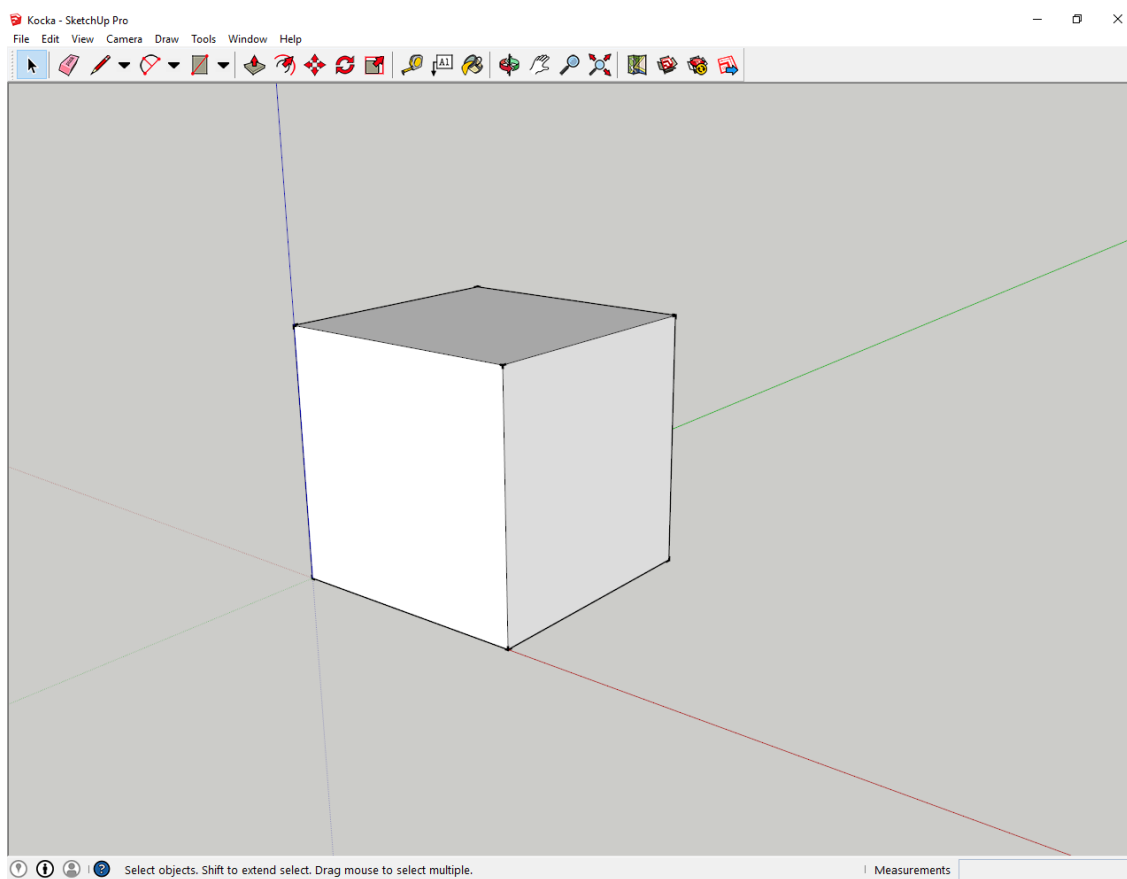 Kocka - SketchUp Pro
File Edit View Camera Draw Tools Window Help
A1
Select objects. Shift to extend select. Drag mouse to select multiple.
Measurements